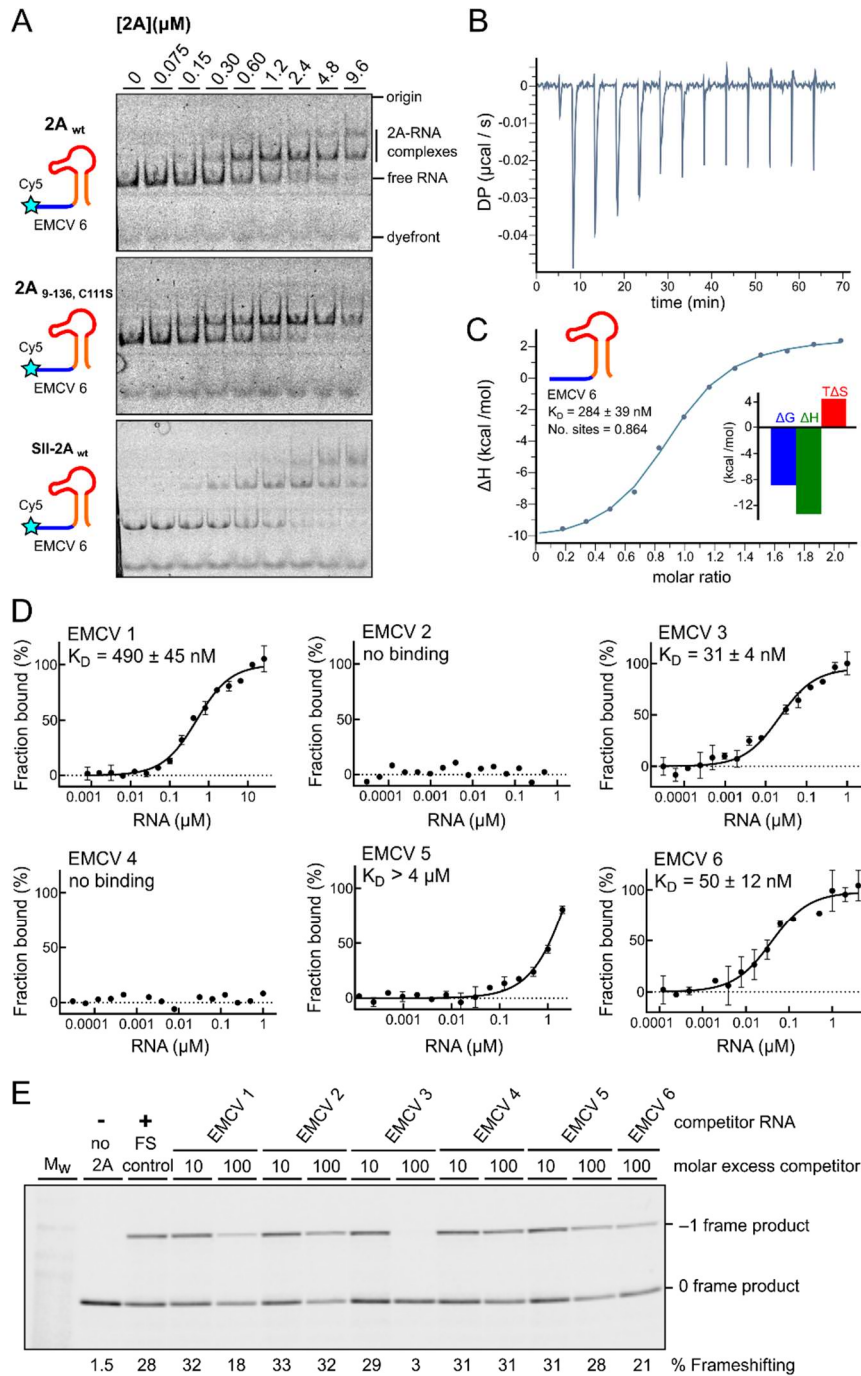 A
[2A](µM)
0 0.075 0.15 0.30 0.60 1.2 2.4 4.8 9.6
2A wt
Cy5
EMCV 6
origin
2A-RNA
complexes
free RNA
dyefront
2A 9-136, C111S
Cy5
EMCV 6
SII-2A wt
Cy5
EMCV 6
B
DP (µcal / s)
0
-0.01
-0.02
-0.03
-0.04
0 10 20 30 40 50 60 70
time (min)
C
ΔH (kcal /mol)
4
2
0
-2
-4
-6
-8
-10
EMCV 6
K_D = 284 ± 39 nM
No. sites = 0.864
(kcal /mol)
4
0
-4
-8
-12
ΔG ΔH TΔS
0 0.2 0.4 0.6 0.8 1.0 1.2 1.4 1.6 1.8 2.0
molar ratio
D
EMCV 1
K_D = 490 ± 45 nM
Fraction bound (%)
100
50
0
0.001 0.01 0.1 1 10
RNA (µM)
EMCV 2
no binding
Fraction bound (%)
100
50
0
0.0001 0.001 0.01 0.1 1
RNA (µM)
EMCV 3
K_D = 31 ± 4 nM
Fraction bound (%)
100
50
0
0.0001 0.001 0.01 0.1 1
RNA (µM)
EMCV 4
no binding
Fraction bound (%)
100
50
0
0.0001 0.001 0.01 0.1 1
RNA (µM)
EMCV 5
K_D > 4 µM
Fraction bound (%)
100
50
0
0.001 0.01 0.1 1
RNA (µM)
EMCV 6
K_D = 50 ± 12 nM
Fraction bound (%)
100
50
0
0.0001 0.001 0.01 0.1 1
RNA (µM)
E
- + EMCV 1 EMCV 2 EMCV 3 EMCV 4 EMCV 5 EMCV 6 competitor RNA
no FS
M_W 2A control 10 100 10 100 10 100 10 100 10 100 100 molar excess competitor
–1 frame product
0 frame product
1.5 28 32 18 33 32 29 3 31 31 31 28 21 % Frameshifting